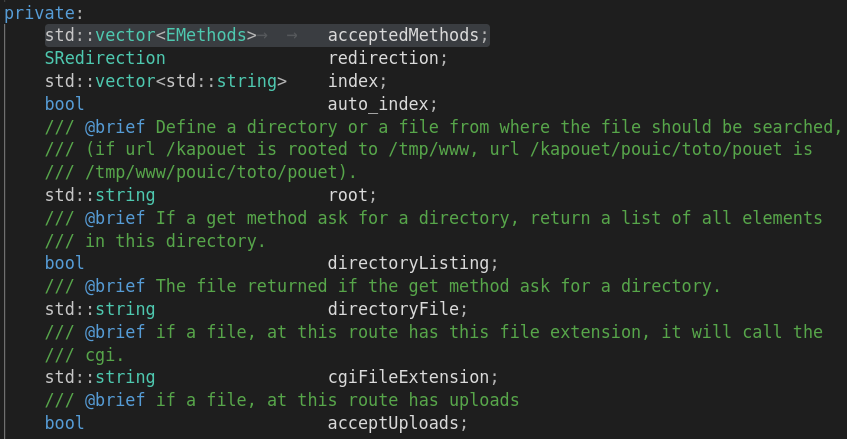 private:
    std::vector<EMethods>→  →   acceptedMethods;
    SRedirection                redirection;
    std::vector<std::string>    index;
    bool                        auto_index;
    /// @brief Define a directory or a file from where the file should be searched,
    /// (if url /kapouet is rooted to /tmp/www, url /kapouet/pouic/toto/pouet is
    /// /tmp/www/pouic/toto/pouet).
    std::string                 root;
    /// @brief If a get method ask for a directory, return a list of all elements
    /// in this directory.
    bool                        directoryListing;
    /// @brief The file returned if the get method ask for a directory.
    std::string                 directoryFile;
    /// @brief if a file, at this route has this file extension, it will call the
    /// cgi.
    std::string                 cgiFileExtension;
    /// @brief if a file, at this route has uploads
    bool                        acceptUploads;